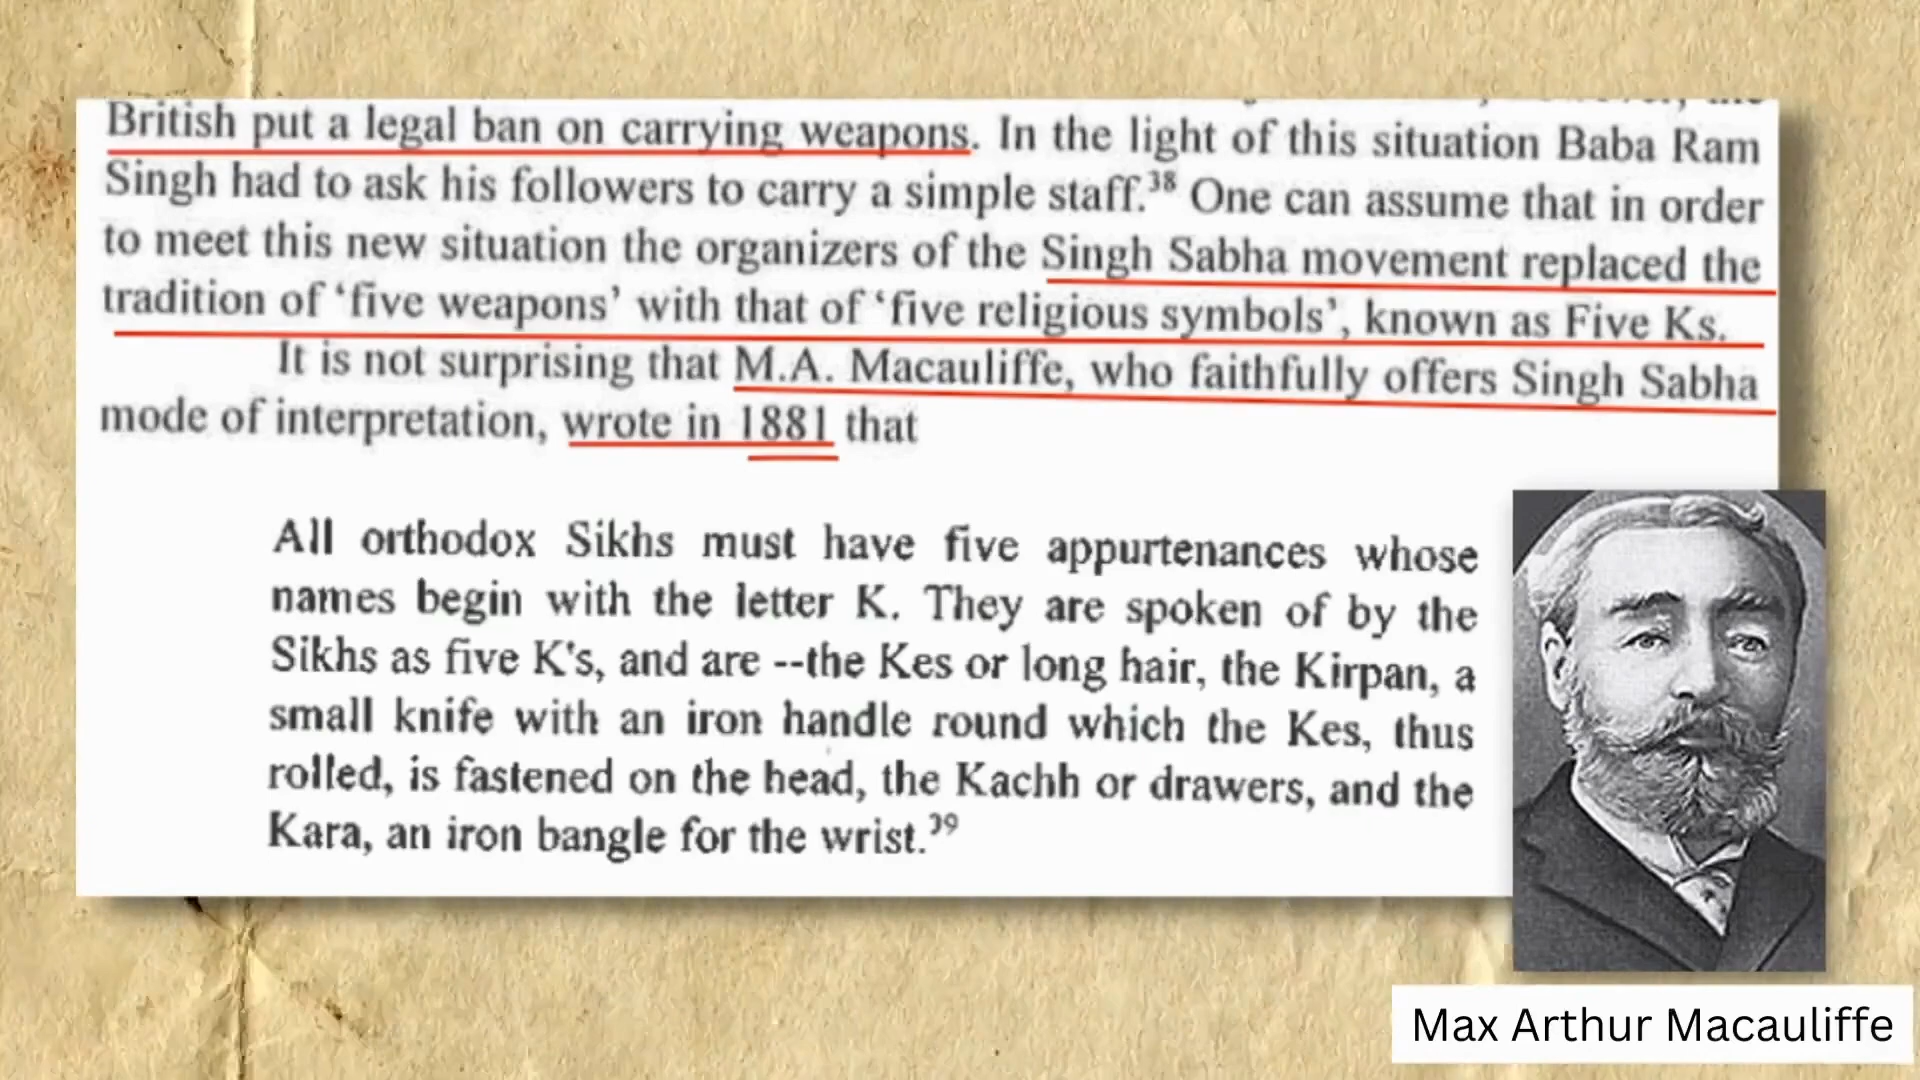 British put a legal ban on carrying weapons. In the light of this situation Baba Ram
Singh had to ask his followers to carry a simple staff.38 One can assume that in order
to meet this new situation the organizers of the Singh Sabha movement replaced the
tradition of ‘five weapons’ with that of ‘five religious symbols’, known as Five Ks.
It is not surprising that M.A. Macauliffe, who faithfully offers Singh Sabha
mode of interpretation, wrote in 1881 that
All orthodox Sikhs must have five appurtenances whose
names begin with the letter K. They are spoken of by the
Sikhs as five K's, and are --the Kes or long hair, the Kirpan, a
small knife with an iron handle round which the Kes, thus
rolled, is fastened on the head, the Kachh or drawers, and the
Kara, an iron bangle for the wrist.39
Max Arthur Macauliffe